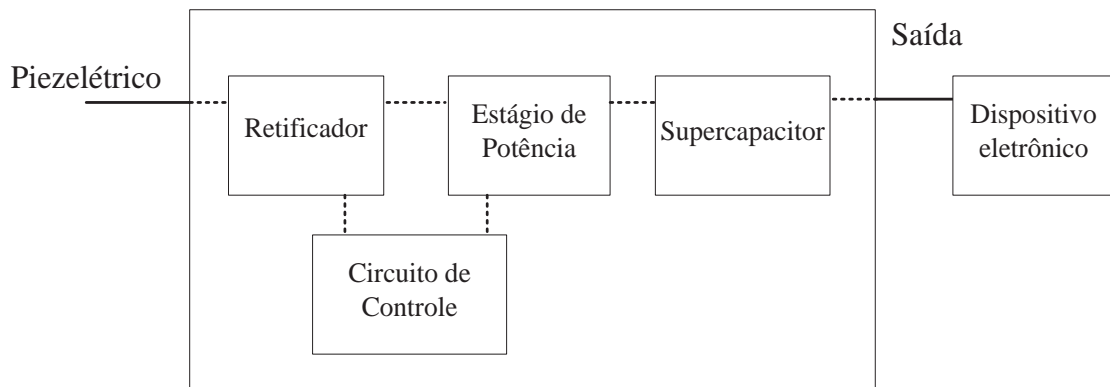 Saída
Piezelétrico
Retificador
Estágio de
Potência
Supercapacitor
Dispositivo
eletrônico
Circuito de
Controle